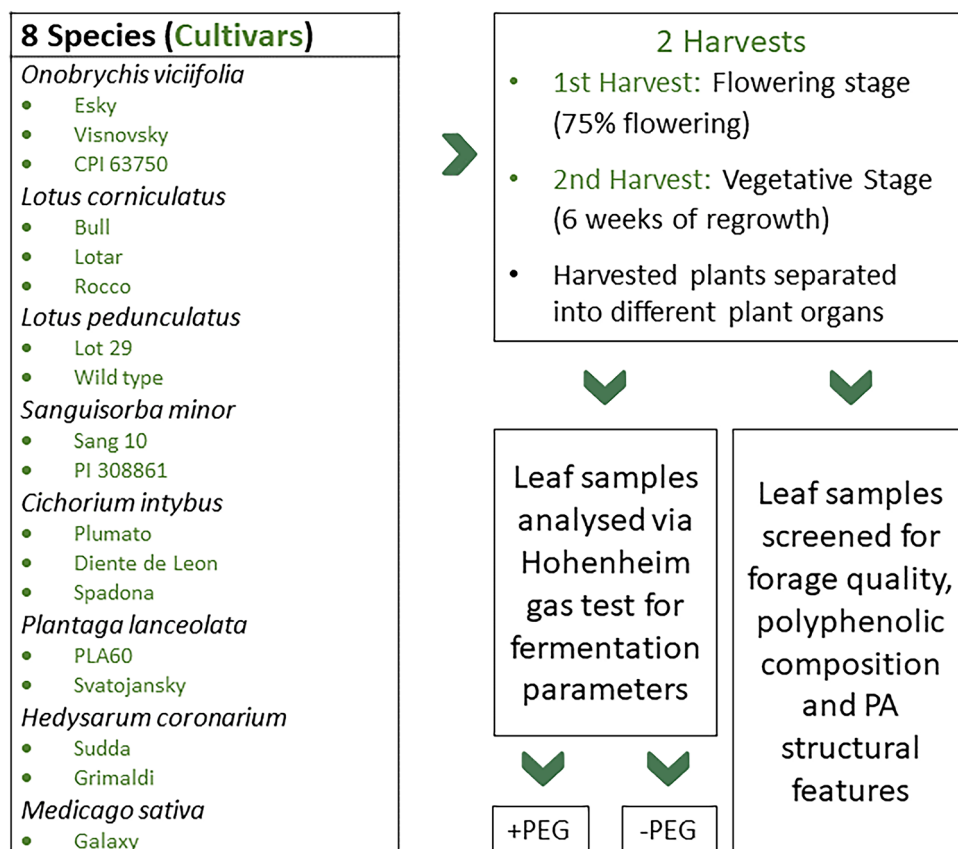 8 Species (Cultivars)
Onobrychis viciifolia
• Esky
• Visnovsky
• CPI 63750
Lotus corniculatus
• Bull
• Lotar
• Rocco
Lotus pedunculatus
• Lot 29
• Wild type
Sanguisorba minor
• Sang 10
• PI 308861
Cichorium intybus
• Plumato
• Diente de Leon
• Spadona
Plantaga lanceolata
• PLA60
• Svatojansky
Hedysarum coronarium
• Sudda
• Grimaldi
Medicago sativa
• Galaxy
2 Harvests
• 1st Harvest: Flowering stage
(75% flowering)
• 2nd Harvest: Vegetative Stage
(6 weeks of regrowth)
• Harvested plants separated
into different plant organs
Leaf samples
analysed via
Hohenheim
gas test for
fermentation
parameters
+PEG
-PEG
Leaf samples
screened for
forage quality,
polyphenolic
composition
and PA
structural
features